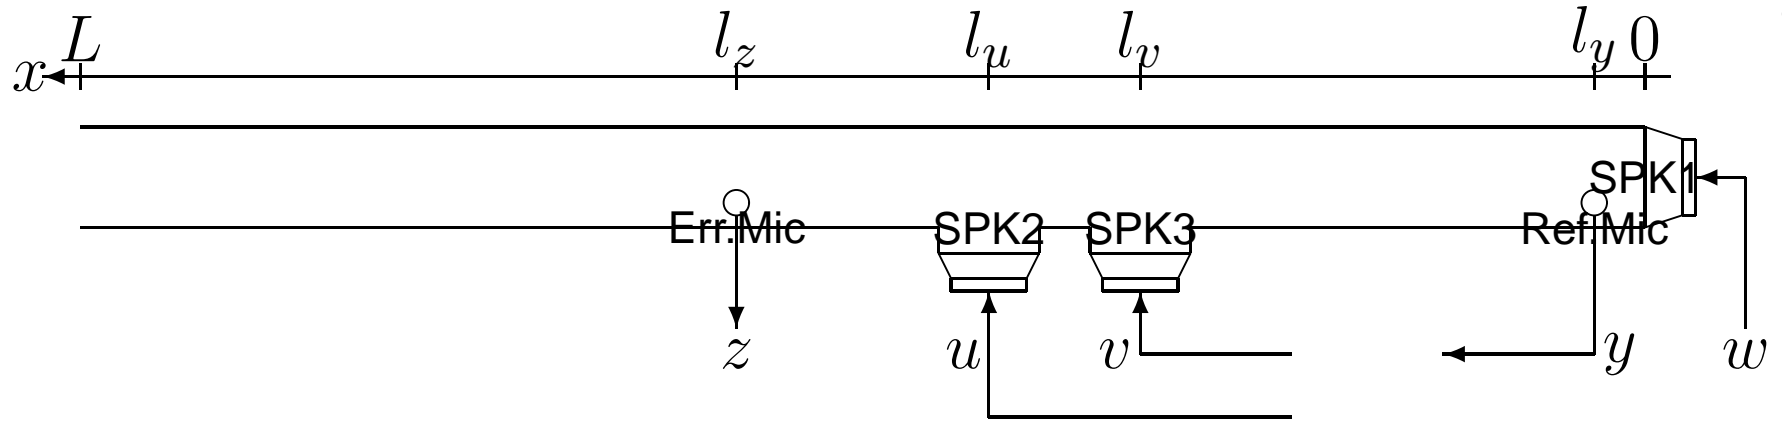 L l_z l_u l_v l_y 0
x
SPK1
Err.Mic SPK2 SPK3 Ref.Mic
z u v y w